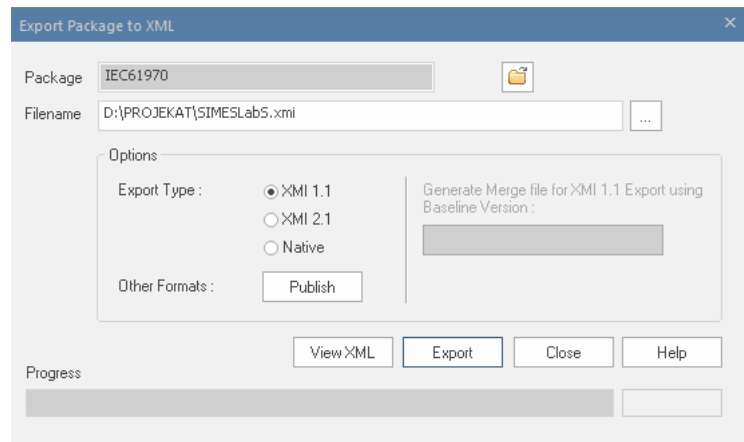 Export Package to XML
Package
IEC61970
Filename
D:\PROJEKAT\SIMESLabS.xmi
...
Options
Export Type :
XMI 1.1
XMI 2.1
Native
Generate Merge file for XMI 1.1 Export using
Baseline Version :
Other Formats :
Publish
View XML
Export
Close
Help
Progress